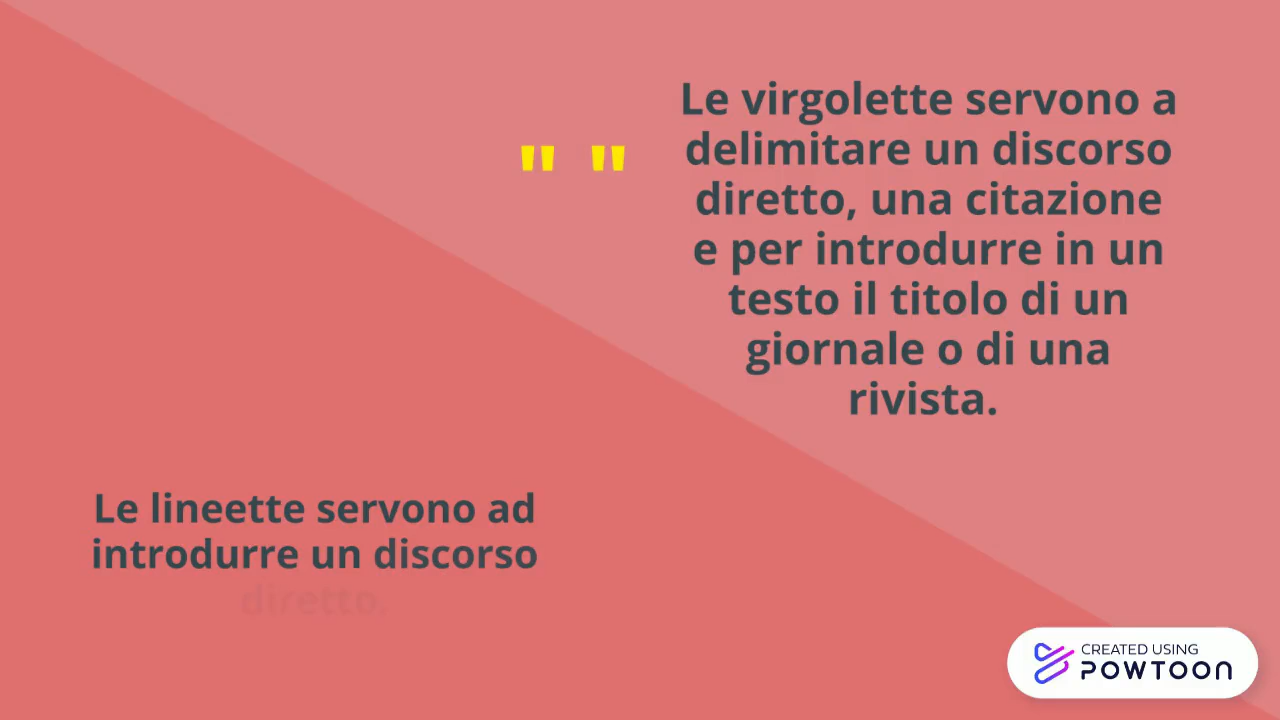 " "
Le virgolette servono a
delimitare un discorso
diretto, una citazione
e per introdurre in un
testo il titolo di un
giornale o di una
rivista.
Le lineette servono ad
introdurre un discorso
diretto.
CREATED USING
POWTOON